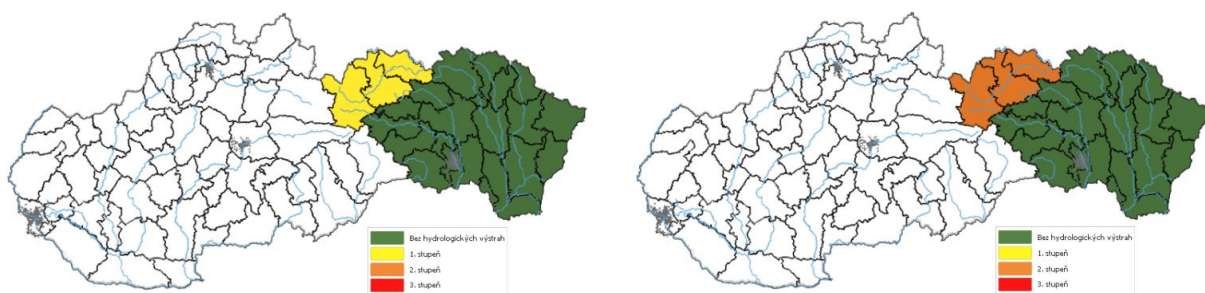 Bez hydrologických výstrah
1. stupeň
2. stupeň
3. stupeň
Bez hydrologických výstrah
1. stupeň
2. stupeň
3. stupeň